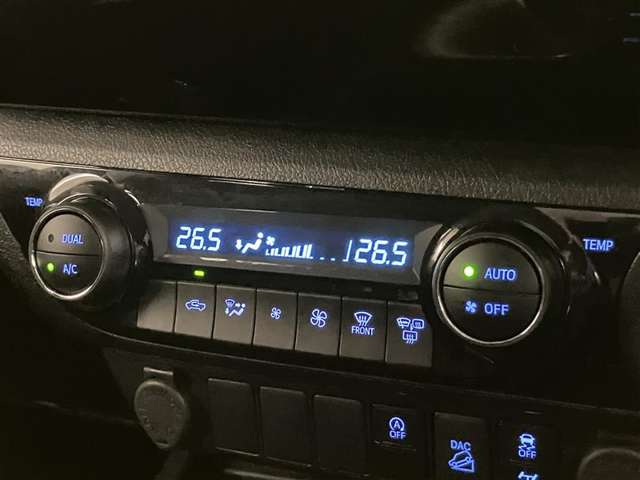 TEMP
DUAL
A/C
26.5
26.5
AUTO
OFF
TEMP
FRONT
A
OFF
DAC
OFF